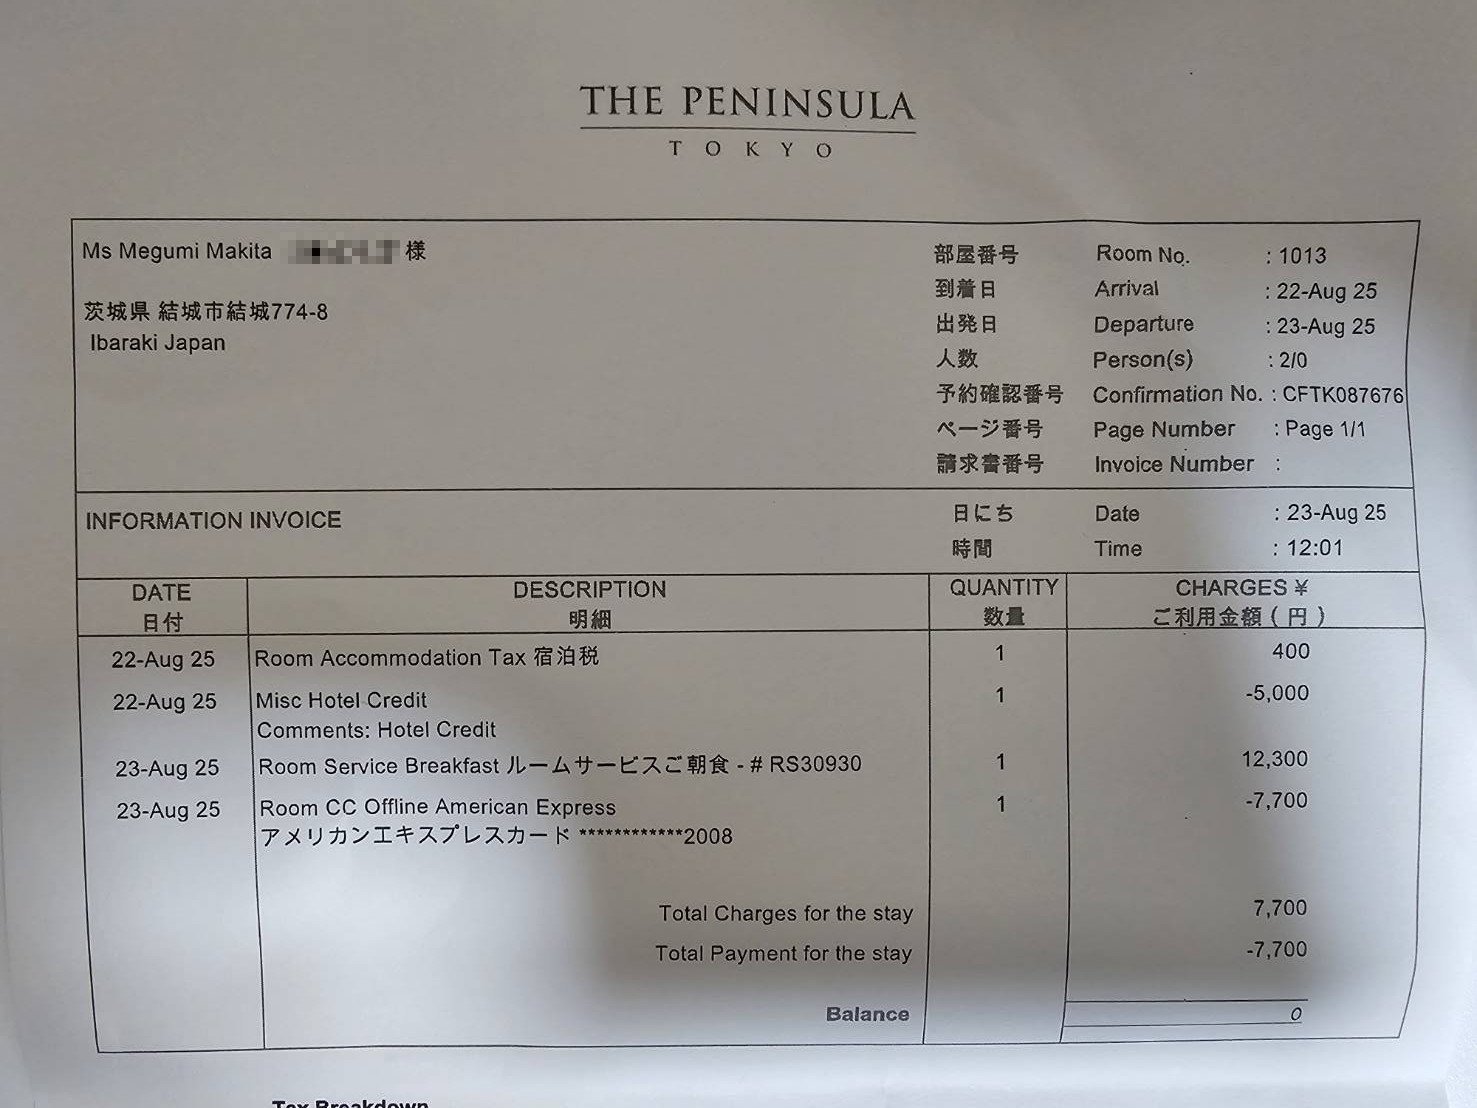 THE PENINSULA
TOKYO
Ms Megumi Makita 様
茨城県 結城市結城774-8
Ibaraki Japan
部屋番号 Room No. : 1013
到着日 Arrival : 22-Aug 25
出発日 Departure : 23-Aug 25
人数 Person(s) : 2/0
予約確認番号 Confirmation No. : CFTK087676
ページ番号 Page Number : Page 1/1
請求書番号 Invoice Number :
INFORMATION INVOICE
日にち Date : 23-Aug 25
時間 Time : 12:01
DATE DESCRIPTION QUANTITY CHARGES ¥
日付 明細 数量 ご利用金額 ( 円 )
22-Aug 25 Room Accommodation Tax 宿泊税 1 400
22-Aug 25 Misc Hotel Credit 1 -5,000
Comments: Hotel Credit
23-Aug 25 Room Service Breakfast ルームサービスご朝食 - # RS30930 1 12,300
23-Aug 25 Room CC Offline American Express 1 -7,700
アメリカンエキスプレスカード ************2008
Total Charges for the stay 7,700
Total Payment for the stay -7,700
Balance 0
Tax Breakdown